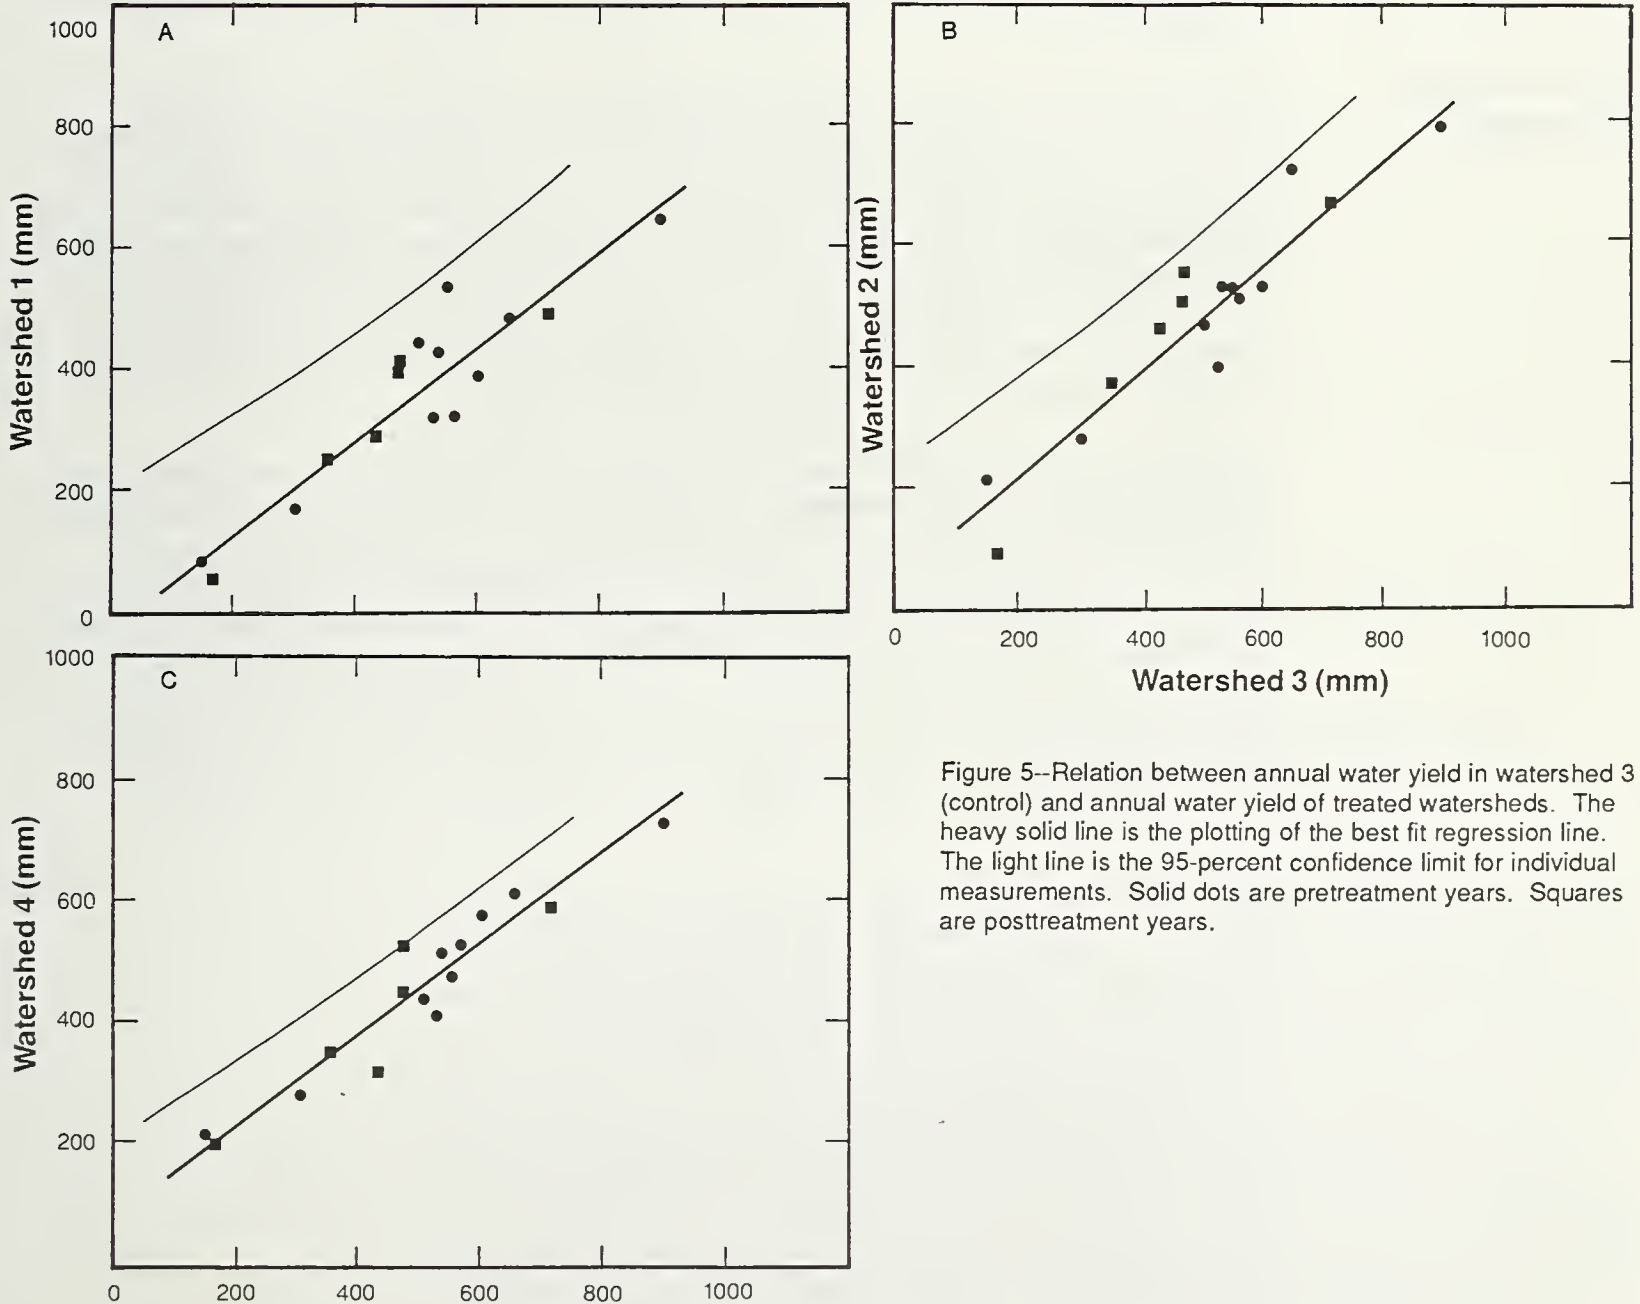 A
1000
800
600
400
200
0
Watershed 1 (mm)
B
Watershed 2 (mm)
0 200 400 600 800 1000
Watershed 3 (mm)
C
1000
800
600
400
200
Watershed 4 (mm)
0 200 400 600 800 1000
Figure 5--Relation between annual water yield in watershed 3
(control) and annual water yield of treated watersheds. The
heavy solid line is the plotting of the best fit regression line.
The light line is the 95-percent confidence limit for individual
measurements. Solid dots are pretreatment years. Squares
are posttreatment years.